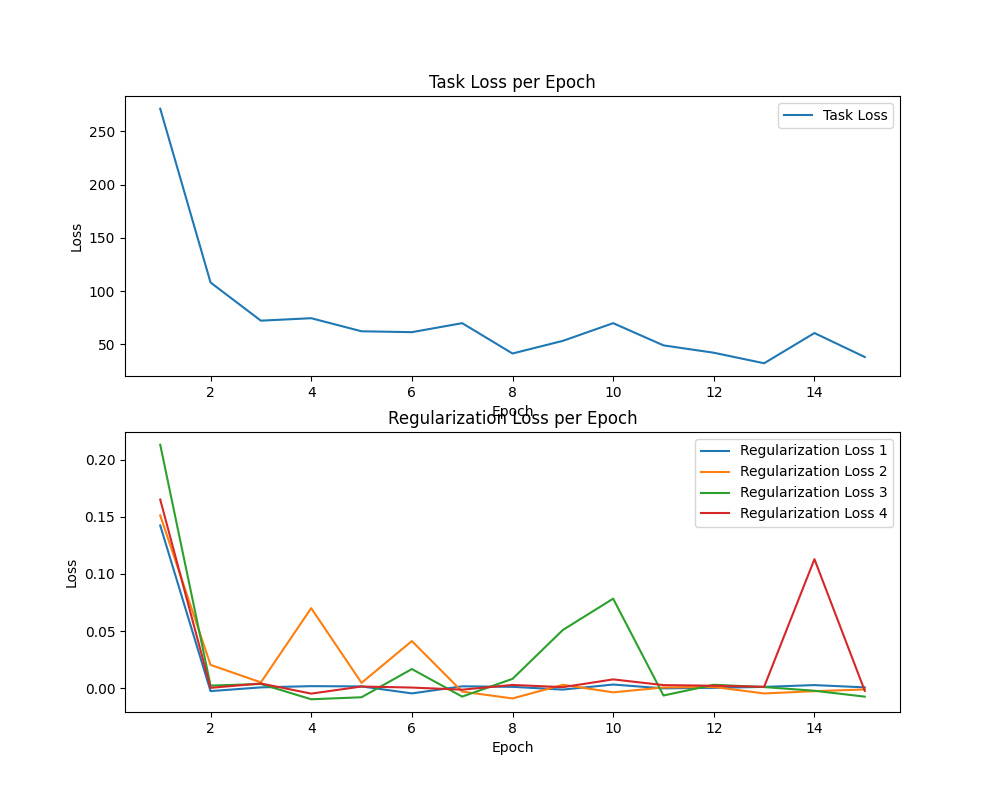 Task Loss per Epoch
Task Loss
Loss
250
200
150
100
50
2 4 6 8 10 12 14
Epoch
Regularization Loss per Epoch
Regularization Loss 1
Regularization Loss 2
Regularization Loss 3
Regularization Loss 4
Loss
0.20
0.15
0.10
0.05
0.00
2 4 6 8 10 12 14
Epoch